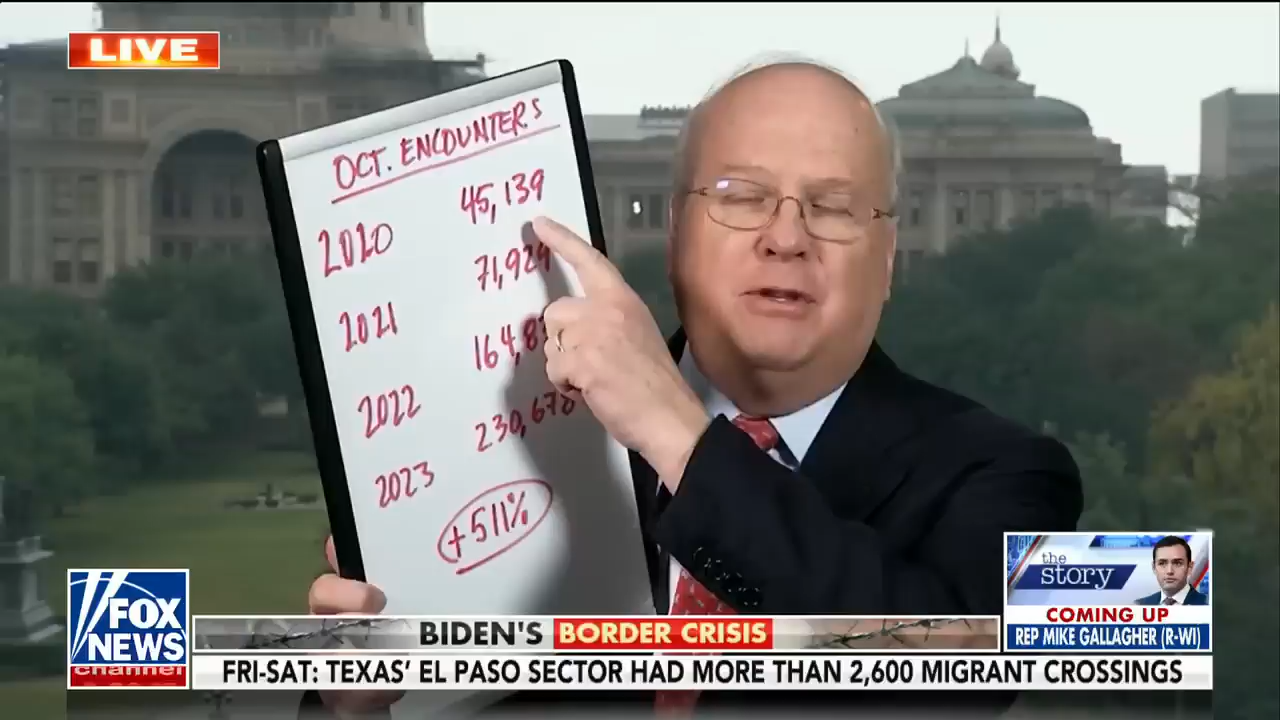 LIVE
OCT. ENCOUNTERS
2020 45,139
2021 71,929
2022
2023 230,678
+511%
the
story
COMING UP
REP MIKE GALLAGHER (R-WI)
FOX
NEWS
channel
BIDEN'S BORDER CRISIS
FRI-SAT: TEXAS' EL PASO SECTOR HAD MORE THAN 2,600 MIGRANT CROSSINGS